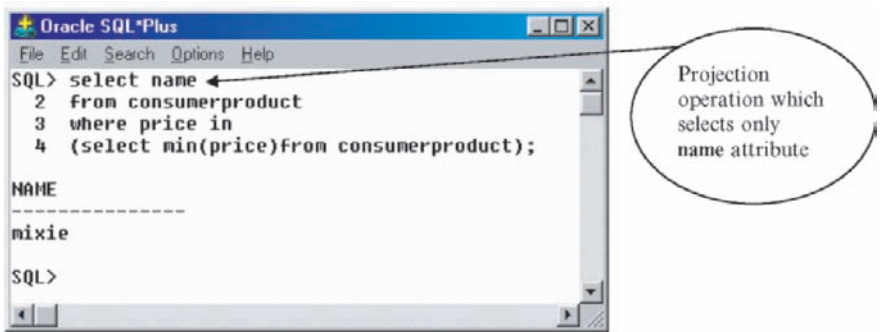 Oracle SQL*Plus
File Edit Search Options Help
SQL> select name
2 from consumerproduct
3 where price in
4 (select min(price)from consumerproduct);
NAME
---------------
mixie
SQL>
Projection
operation which
selects only
name attribute